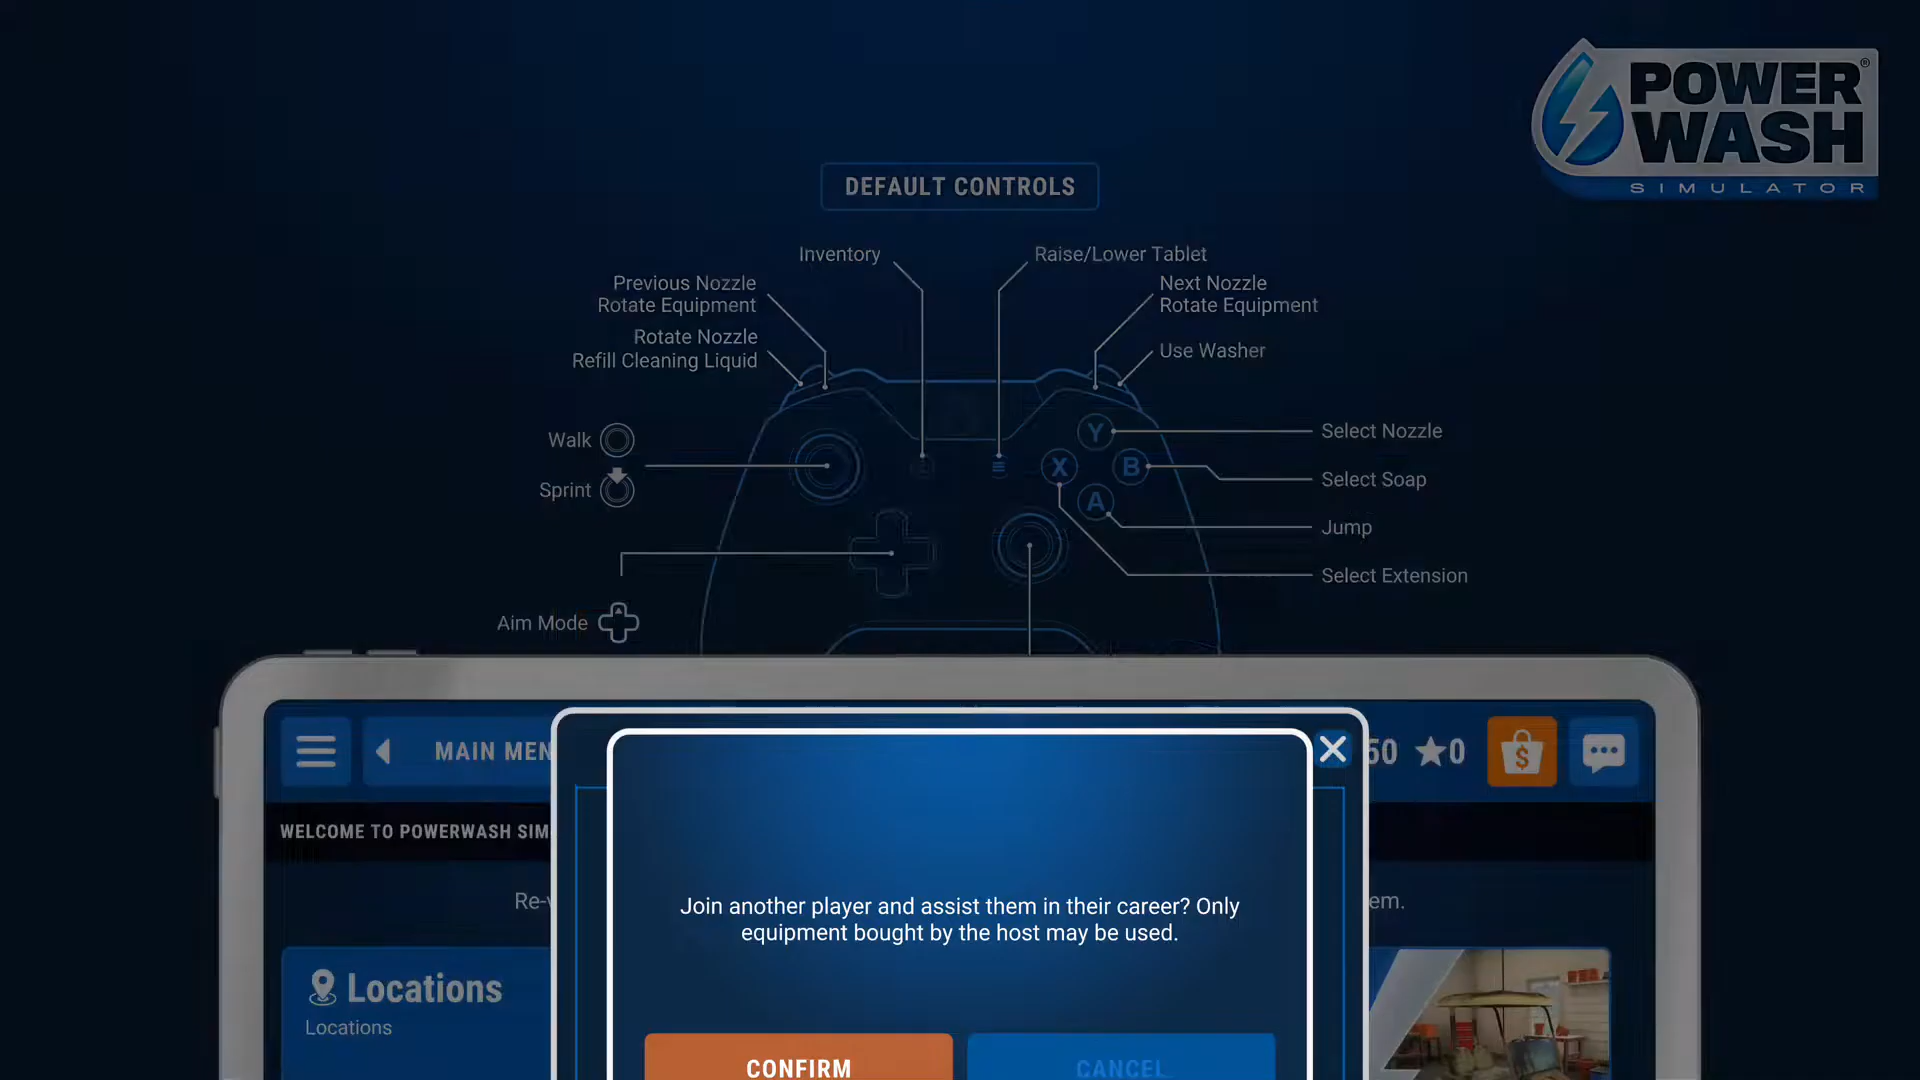 POWER®
WASH
SIMULATOR
DEFAULT CONTROLS
Inventory
Raise/Lower Tablet
Previous Nozzle
Rotate Equipment
Next Nozzle
Rotate Equipment
Rotate Nozzle
Refill Cleaning Liquid
Use Washer
Walk
Sprint
Y
X
B
A
Select Nozzle
Select Soap
Jump
Select Extension
Aim Mode
MAIN MEN
50 ★0
WELCOME TO POWERWASH SIM
Re-v
em.
Join another player and assist them in their career? Only
equipment bought by the host may be used.
Locations
Locations
CONFIRM
CANCEL